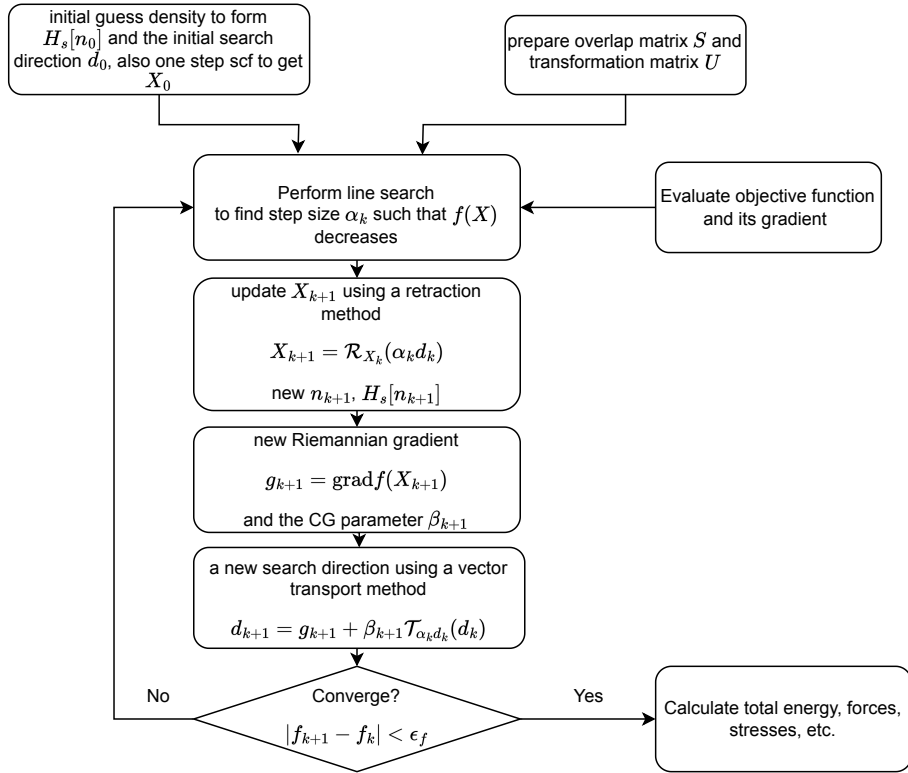 initial guess density to form
$H_s[n_0]$ and the initial search
direction $d_0$, also one step scf to get
$X_0$
prepare overlap matrix $S$ and
transformation matrix $U$
Perform line search
to find step size $\alpha_k$ such that $f(X)$
decreases
Evaluate objective function
and its gradient
update $X_{k+1}$ using a retraction
method
$X_{k+1} = \mathcal{R}_{X_k}(\alpha_k d_k)$
new $n_{k+1}$, $H_s[n_{k+1}]$
new Riemannian gradient
$g_{k+1} = \mathrm{grad} f(X_{k+1})$
and the CG parameter $\beta_{k+1}$
a new search direction using a vector
transport method
$d_{k+1} = g_{k+1} + \beta_{k+1} \mathcal{T}_{\alpha_k d_k}(d_k)$
No
Converge?
$|f_{k+1} - f_k| < \epsilon_f$
Yes
Calculate total energy, forces,
stresses, etc.